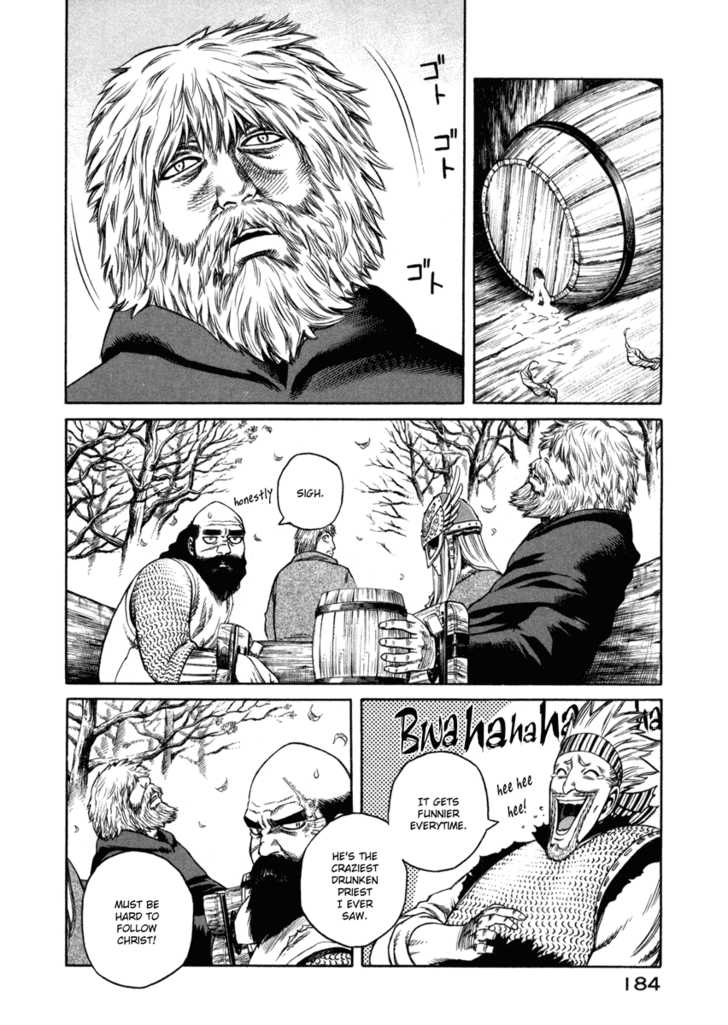 ゴト
ゴト
ゴト
SIGH.
honestly
Bwahahaha
HA
hee hee
hee!
IT GETS
FUNNIER
EVERYTIME.
HE'S THE
CRAZIEST
DRUNKEN
PRIEST
I EVER
SAW.
MUST BE
HARD TO
FOLLOW
CHRIST!
184